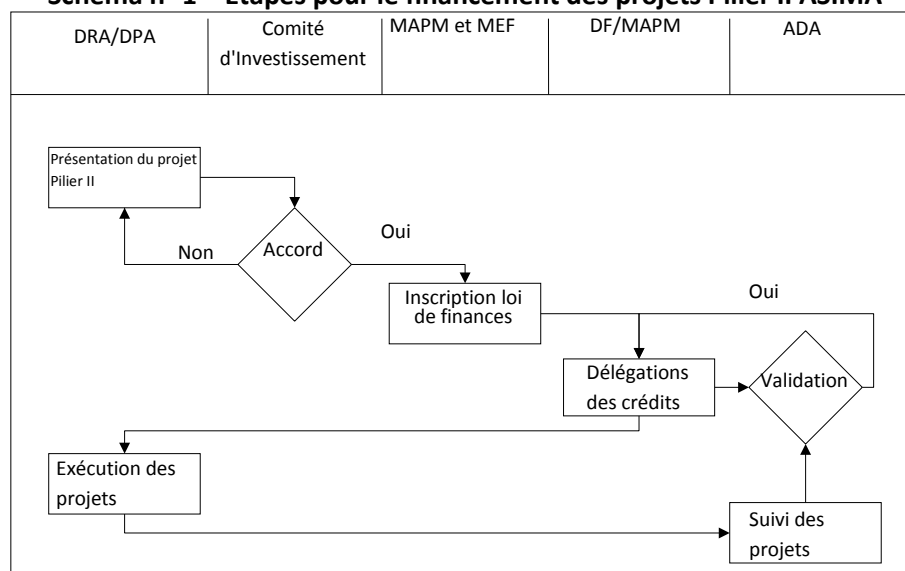 Schéma n° 1 – Etapes pour le financement des projets Pilier II ASIMA
DRA/DPA
Comité
d'Investissement
MAPM et MEF
DF/MAPM
ADA
Présentation du projet
Pilier II
Non
Accord
Oui
Inscription loi
de finances
Oui
Délégations
des crédits
Validation
Exécution des
projets
Suivi des
projets